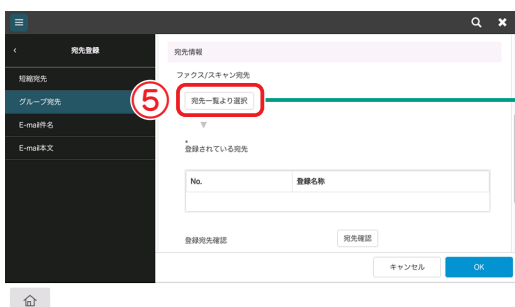 宛先登録
短縮宛先
グループ宛先
E-mail件名
E-mail本文
宛先情報
ファクス/スキャン宛先
⑤
宛先一覧より選択
*
登録されている宛先
No. 登録名称
登録宛先確認 宛先確認
キャンセル OK